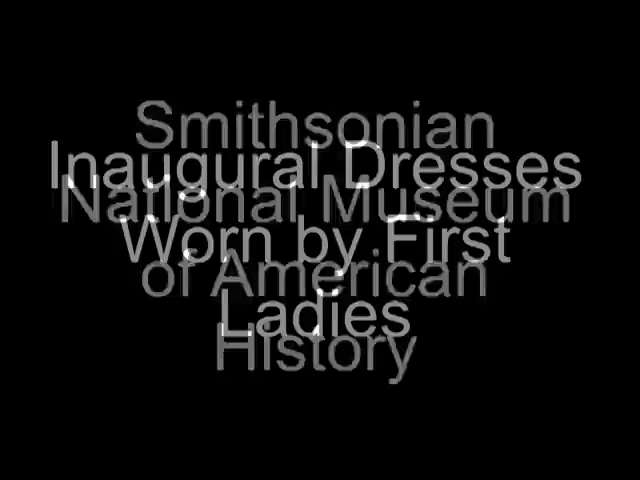 Smithsonian
National Museum
of American
History
Inaugural Dresses
Worn by First
Ladies